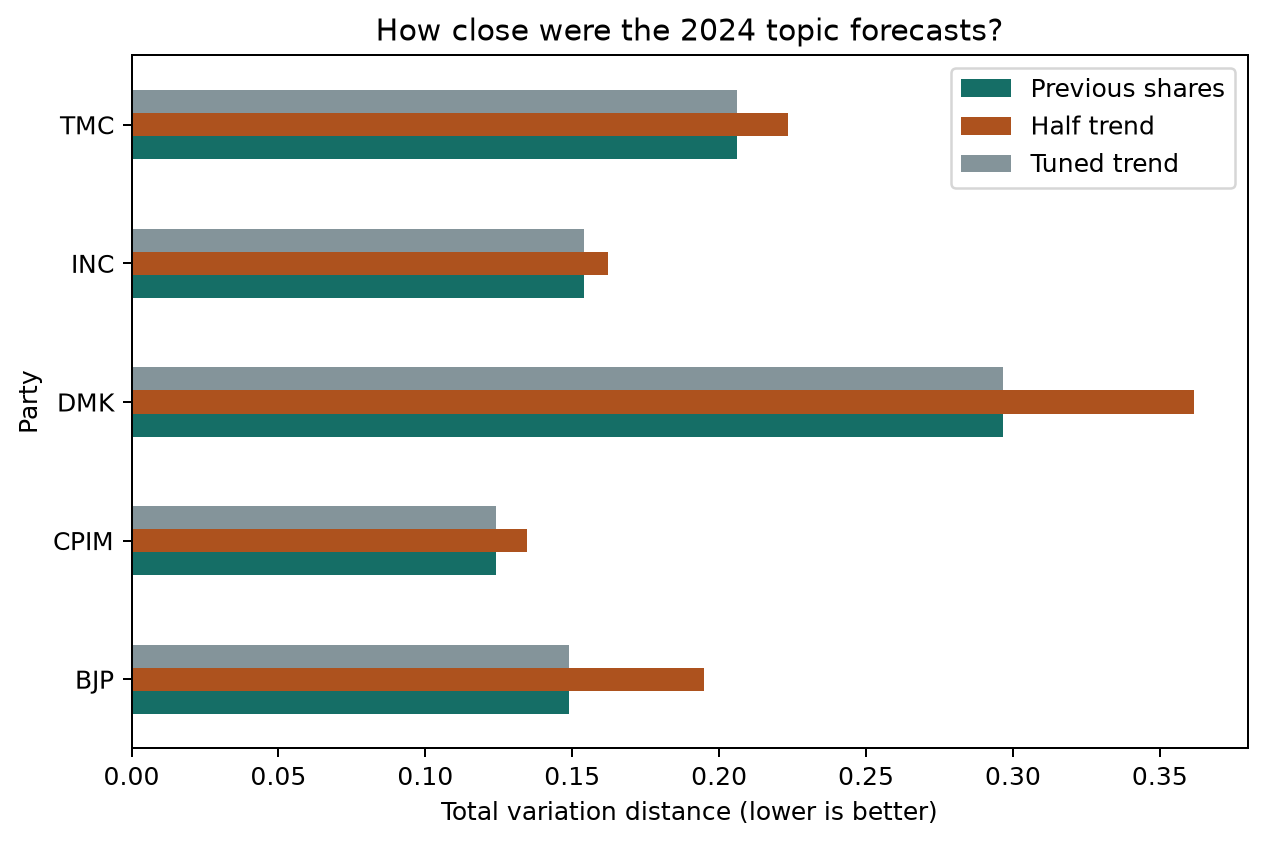 How close were the 2024 topic forecasts?
Previous shares
Half trend
Tuned trend
TMC
INC
DMK
CPIM
BJP
Party
0.00 0.05 0.10 0.15 0.20 0.25 0.30 0.35
Total variation distance (lower is better)